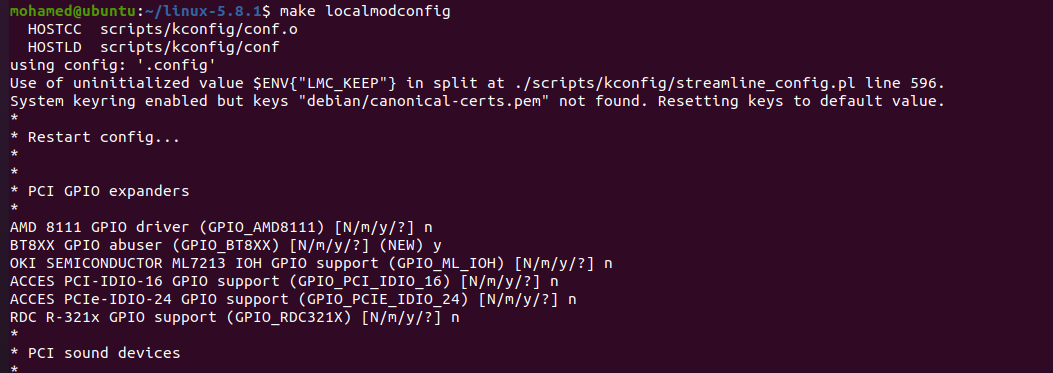 mohamed@ubuntu:~/linux-5.8.1$ make localmodconfig
  HOSTCC  scripts/kconfig/conf.o
  HOSTLD  scripts/kconfig/conf
using config: '.config'
Use of uninitialized value $ENV{"LMC_KEEP"} in split at ./scripts/kconfig/streamline_config.pl line 596.
System keyring enabled but keys "debian/canonical-certs.pem" not found. Resetting keys to default value.
*
* Restart config...
*
*
* PCI GPIO expanders
*
AMD 8111 GPIO driver (GPIO_AMD8111) [N/m/y/?] n
BT8XX GPIO abuser (GPIO_BT8XX) [N/m/y/?] (NEW) y
OKI SEMICONDUCTOR ML7213 IOH GPIO support (GPIO_ML_IOH) [N/m/y/?] n
ACCES PCI-IDIO-16 GPIO support (GPIO_PCI_IDIO_16) [N/m/y/?] n
ACCES PCIe-IDIO-24 GPIO support (GPIO_PCIE_IDIO_24) [N/m/y/?] n
RDC R-321x GPIO support (GPIO_RDC321X) [N/m/y/?] n
*
* PCI sound devices
*